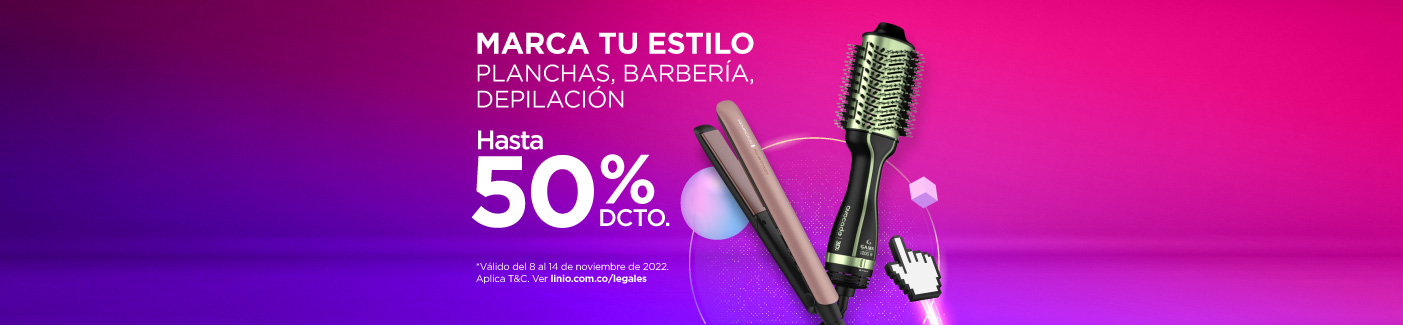 MARCA TU ESTILO
PLANCHAS, BARBERÍA,
DEPILACIÓN
Hasta
50%
DCTO.
*Válido del 8 al 14 de noviembre de 2022.
Aplica T&C. Ver linio.com.co/legales